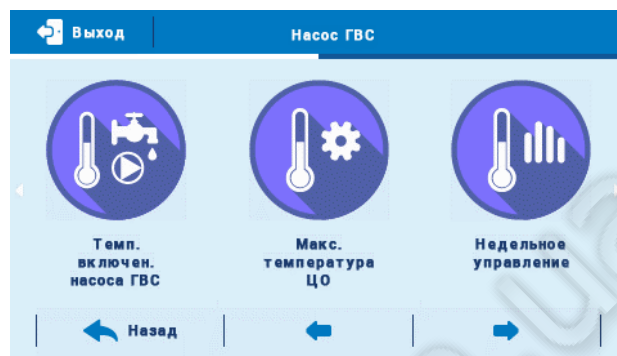 Выход
Насос ГВС
Темп.
включен.
насоса ГВС
Макс.
температура
ЦО
Недельное
управление
Назад